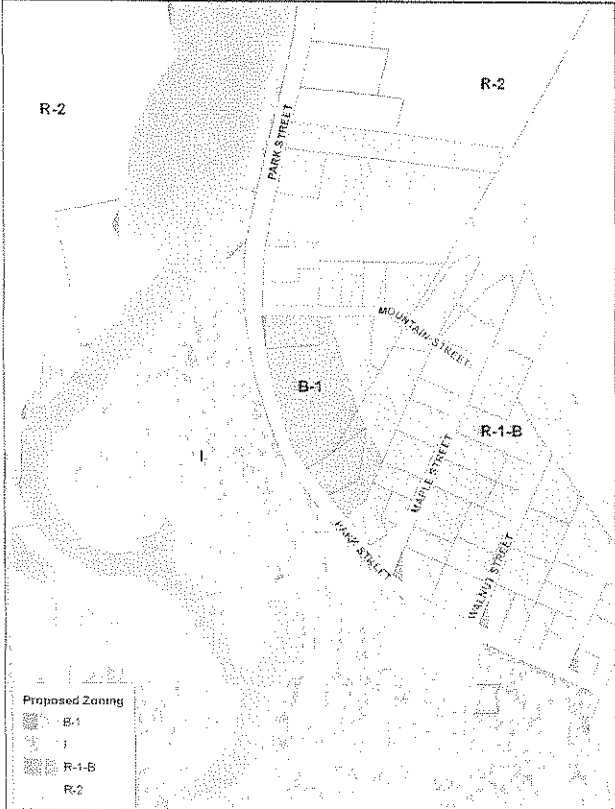 R-2
R-2
PARK STREET
MOUNTAIN STREET
B-1
R-1-B
I
MAPLE STREET
PARK STREET
WALNUT STREET
Proposed Zoning
B-1
I
R-1-B
R-2